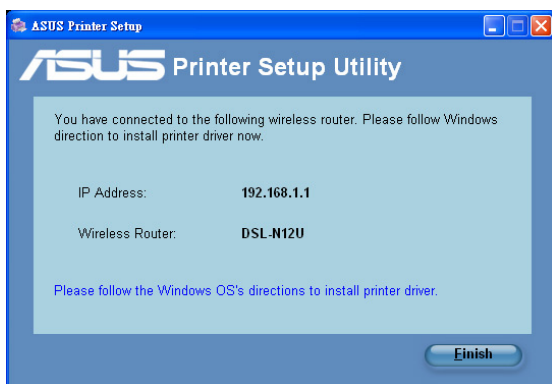 ASUS Printer Setup
ASUS Printer Setup Utility
You have connected to the following wireless router. Please follow Windows
direction to install printer driver now.
IP Address: 192.168.1.1
Wireless Router: DSL-N12U
Please follow the Windows OS's directions to install printer driver.
Finish